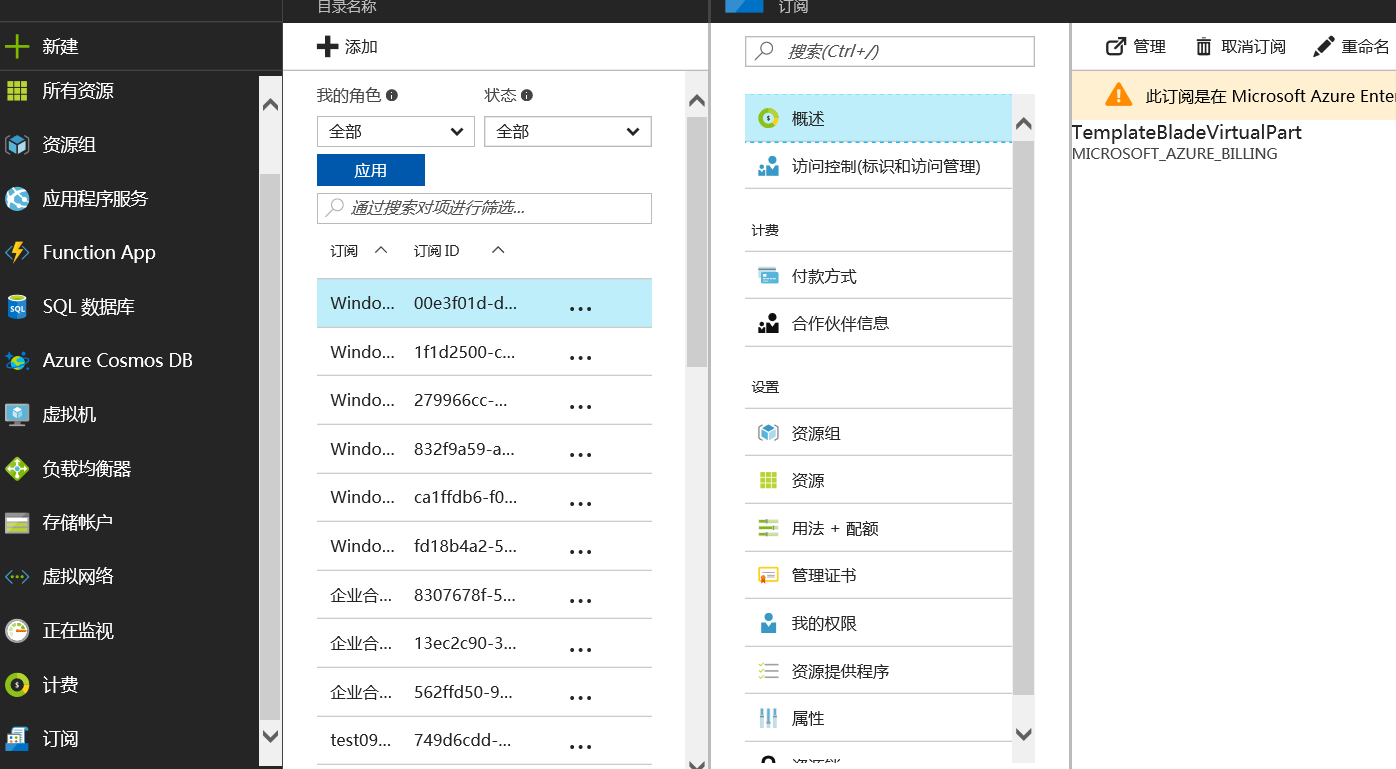 目录名称
订阅
新建
所有资源
资源组
应用程序服务
Function App
SQL 数据库
Azure Cosmos DB
虚拟机
负载均衡器
存储帐户
虚拟网络
正在监视
计费
订阅
添加
我的角色
状态
全部
全部
应用
通过搜索对项进行筛选...
订阅 订阅 ID
Windo... 00e3f01d-d... ...
Windo... 1f1d2500-c... ...
Windo... 279966cc-... ...
Windo... 832f9a59-a... ...
Windo... ca1ffdb6-f0... ...
Windo... fd18b4a2-5... ...
企业合... 8307678f-5... ...
企业合... 13ec2c90-3... ...
企业合... 562ffd50-9... ...
test09... 749d6cdd-... ...
搜索(Ctrl+/)
概述
访问控制(标识和访问管理)
计费
付款方式
合作伙伴信息
设置
资源组
资源
用法 + 配额
管理证书
我的权限
资源提供程序
属性
资源锁
管理 取消订阅 重命名
此订阅是在 Microsoft Azure Enter
TemplateBladeVirtualPart
MICROSOFT_AZURE_BILLING